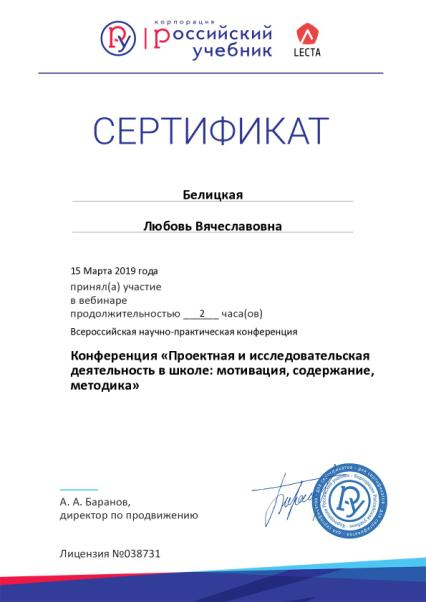 корпорация
российский
учебник
LECTA
СЕРТИФИКАТ
Белицкая
Любовь Вячеславовна
15 Марта 2019 года
принял(а) участие
в вебинаре
продолжительностью ___2___ часа(ов)
Всероссийская научно-практическая конференция
Конференция «Проектная и исследовательская
деятельность в школе: мотивация, содержание,
методика»
А. А. Баранов,
директор по продвижению
Лицензия №038731